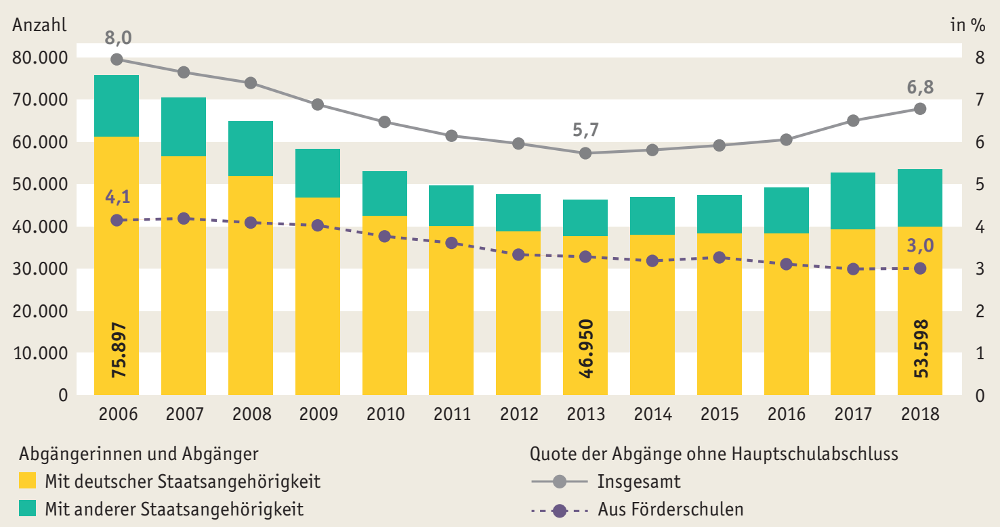 Anzahl
in %
8,0
80.000
8
70.000
7
6,8
60.000
6
5,7
50.000
5
4,1
40.000
4
3,0
30.000
3
20.000
2
10.000
1
75.897
46.950
53.598
0
0
2006 2007 2008 2009 2010 2011 2012 2013 2014 2015 2016 2017 2018
Abgängerinnen und Abgänger
Mit deutscher Staatsangehörigkeit
Mit anderer Staatsangehörigkeit
Quote der Abgänge ohne Hauptschulabschluss
Insgesamt
Aus Förderschulen